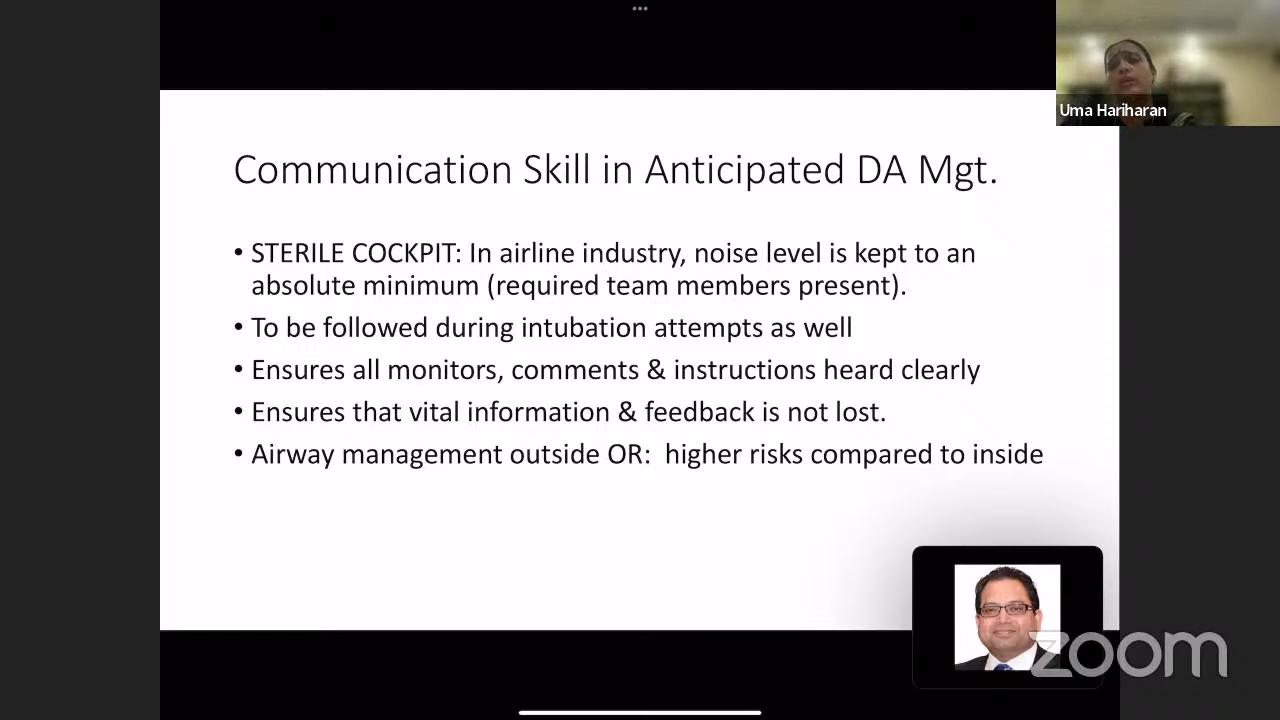 Uma Hariharan
Communication Skill in Anticipated DA Mgt.
• STERILE COCKPIT: In airline industry, noise level is kept to an
absolute minimum (required team members present).
• To be followed during intubation attempts as well
• Ensures all monitors, comments & instructions heard clearly
• Ensures that vital information & feedback is not lost.
• Airway management outside OR:  higher risks compared to inside
zoom